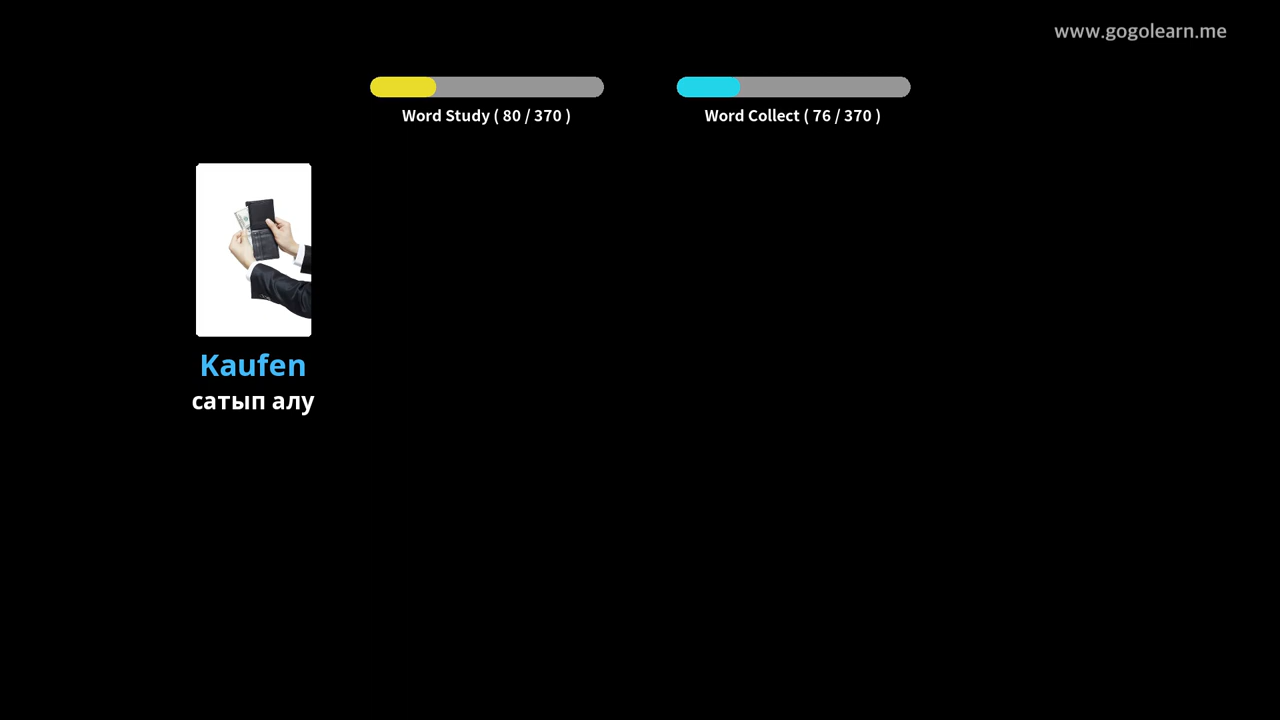 www.gogolearn.me
Word Study ( 80 / 370 )
Word Collect ( 76 / 370 )
Kaufen
сатып алу